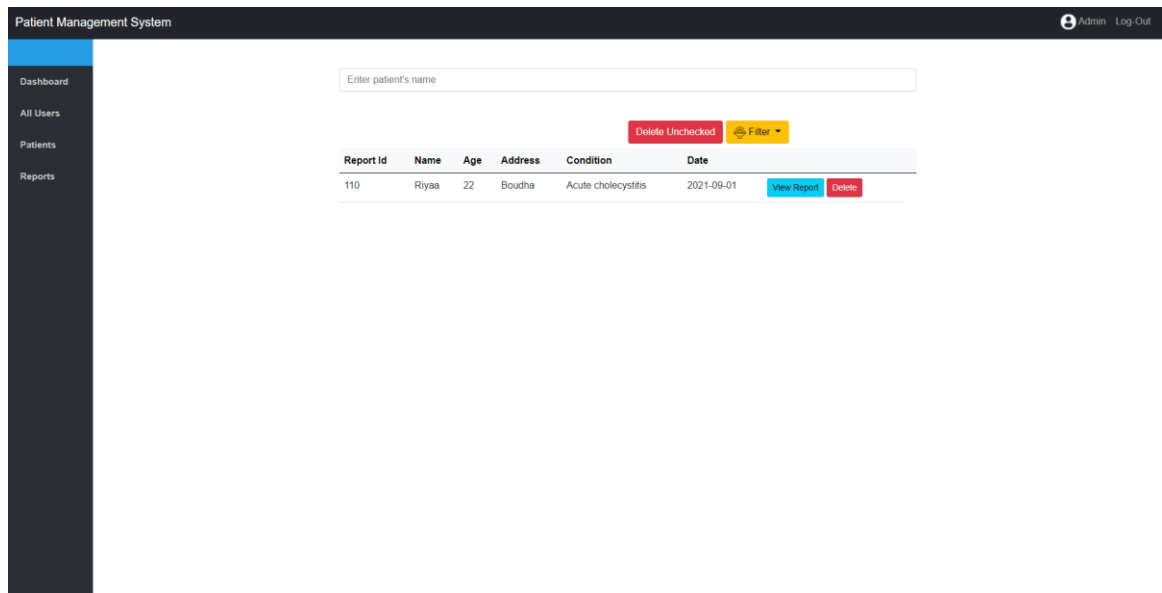 Patient Management System Admin Log-Out
Dashboard
All Users
Patients
Reports
Enter patient's name
Delete Unchecked Filter
Report Id Name Age Address Condition Date
110 Riyaa 22 Boudha Acute cholecystitis 2021-09-01 View Report Delete